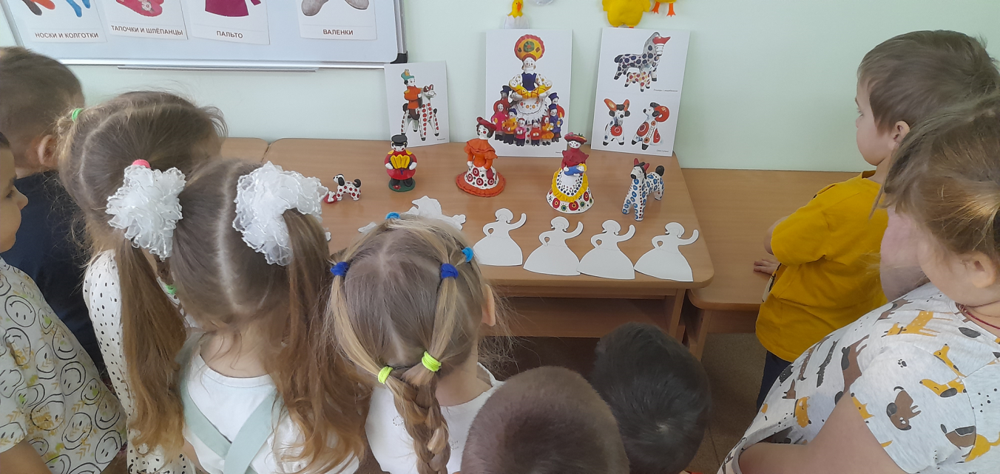 НОСКИ И КОЛГОТКИ
ТАПОЧКИ И ШЛЁПАНЦЫ
ПАЛЬТО
ВАЛЕНКИ